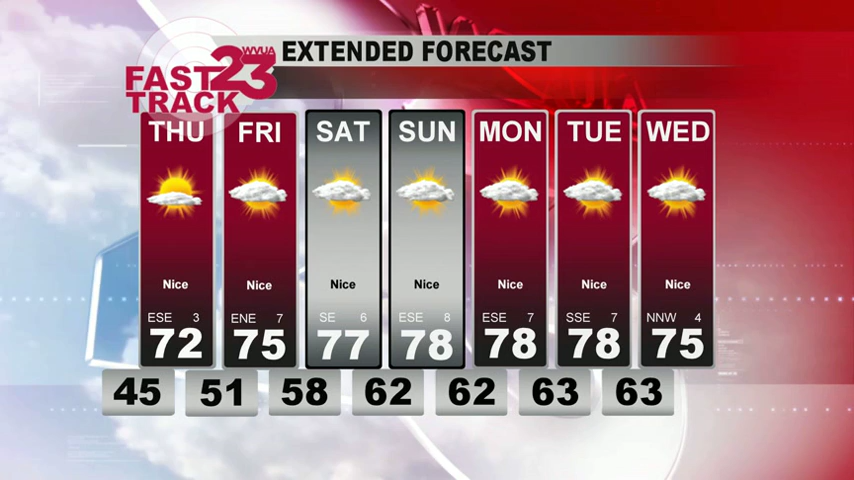 WVUA
23
FAST
TRACK
EXTENDED FORECAST
THU FRI SAT SUN MON TUE WED
Nice Nice Nice Nice Nice Nice Nice
ESE 3 ENE 7 SE 6 ESE 8 ESE 7 SSE 7 NNW 4
72 75 77 78 78 78 75
45 51 58 62 62 63 63